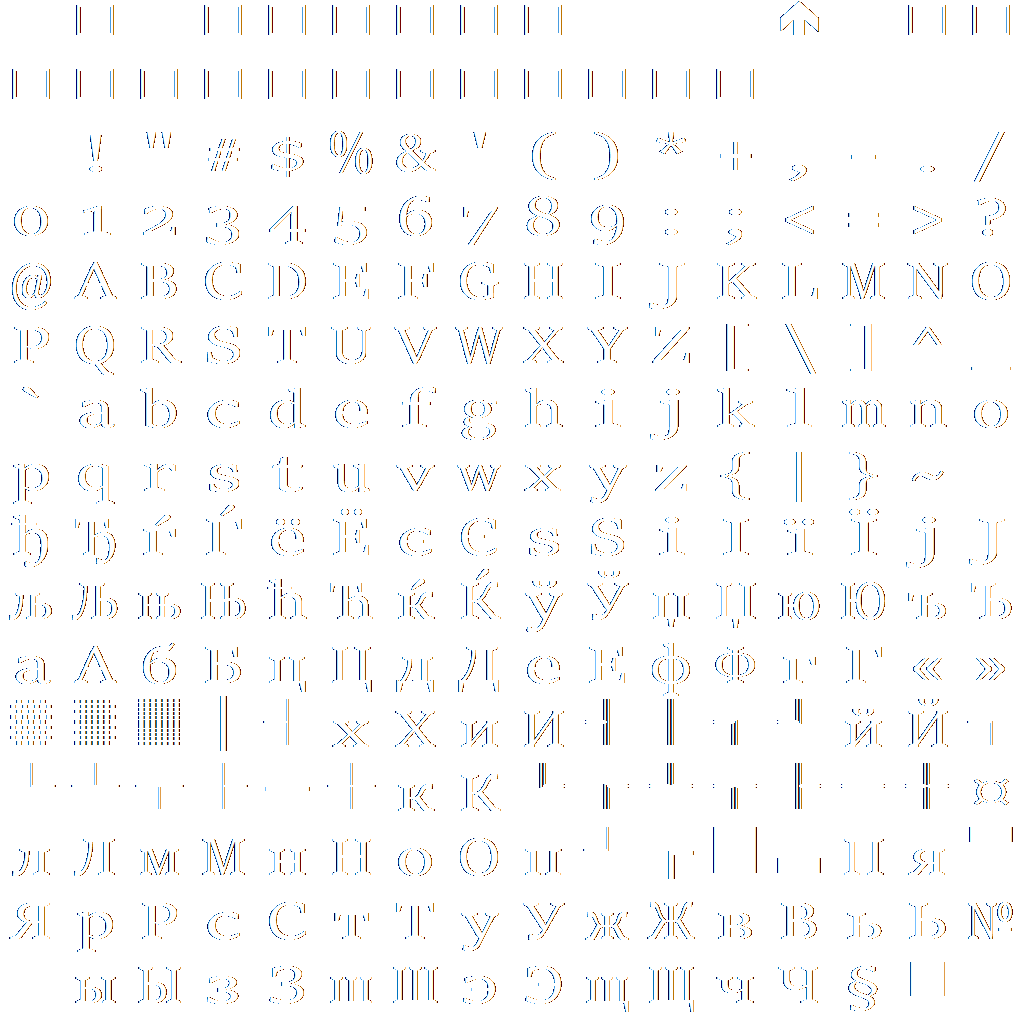 ! " # $ % & ' ( ) * + , - . /
0 1 2 3 4 5 6 7 8 9 : ; < = > ?
@ A B C D E F G H I J K L M N O
P Q R S T U V W X Y Z [ \ ] ^ _
` a b c d e f g h i j k l m n o
p q r s t u v w x y z { | } ~
ђ Ђ ѓ Ѓ ё Ё є Є ѕ Ѕ і І ї Ї ј Ј
љ Љ њ Њ ћ Ћ ќ Ќ ў Ў џ Џ ю Ю ъ Ъ
а А б Б ц Ц д Д е Е ф Ф г Г « »
░ ▒ ▓ │ ┤ х Х и И ╣ ║ ╗ ╝ й Й ┐
└ ┴ ┬ ├ ─ ┼ к К ╚ ╔ ╩ ╦ ╠ ═ ╬ ¤
л Л м М н Н о О п ┘ ┌ █ ▄ П я ▀
Я р Р с С т Т у У ж Ж в В ь Ь №
ы Ы з З ш Ш э Э щ Щ ч Ч § ■